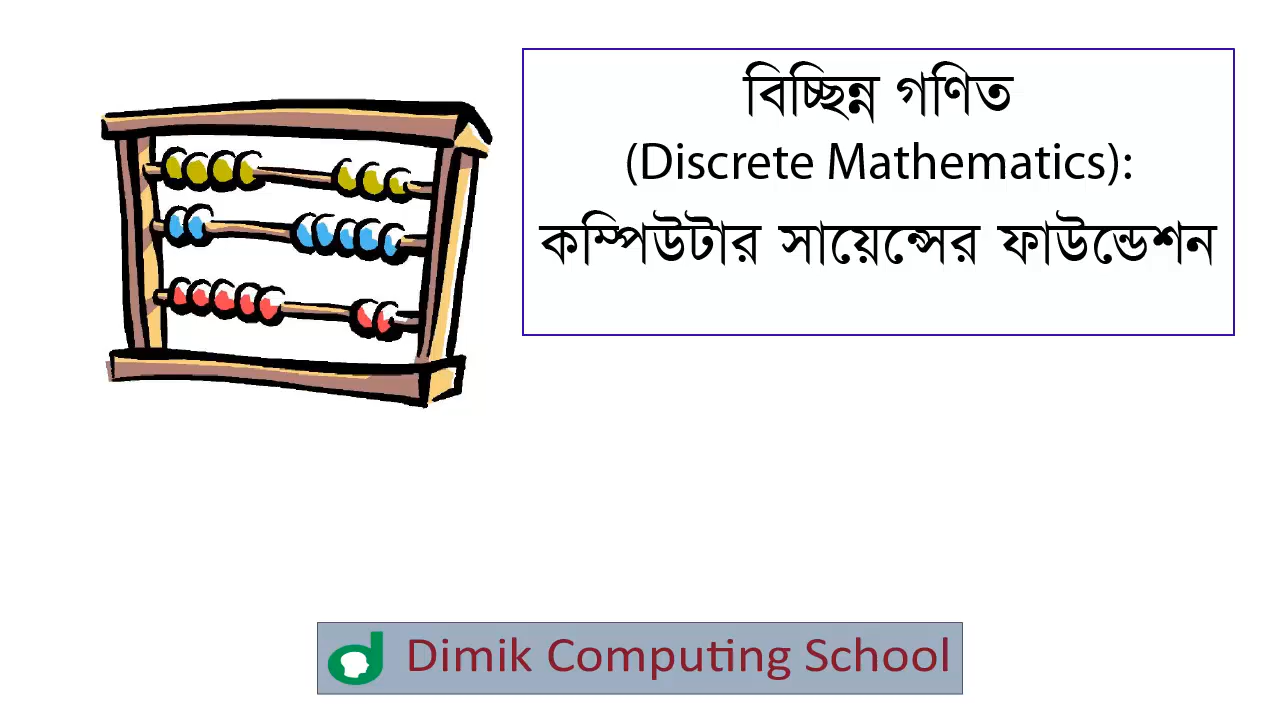 বিচ্ছিন্ন গণিত
(Discrete Mathematics):
কম্পিউটার সায়েন্সের ফাউন্ডেশন
Dimik Computing School